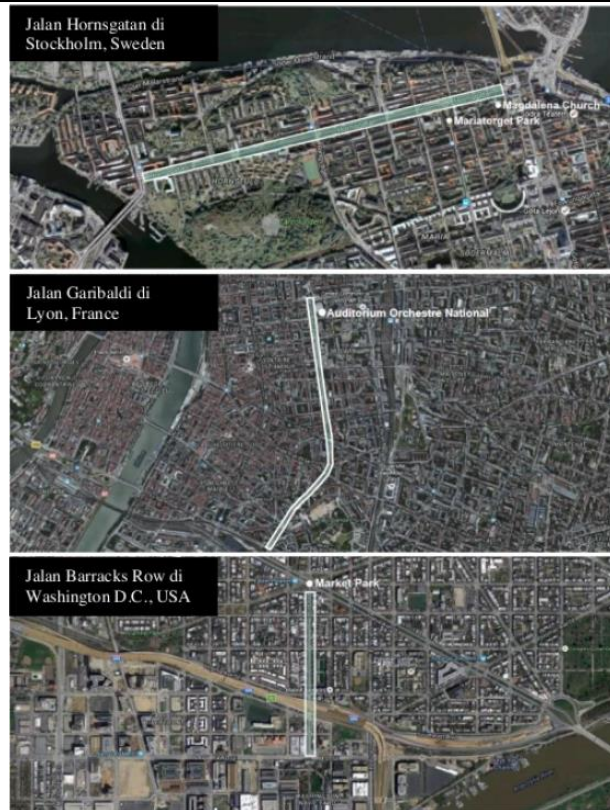 Jalan Hornsgatan di
Stockholm, Sweden
Magdalena Church
Mariatorget Park
MARIA
Jalan Garibaldi di
Lyon, France
Auditorium Orchestre National
Jalan Barracks Row di
Washington D.C., USA
Market Park